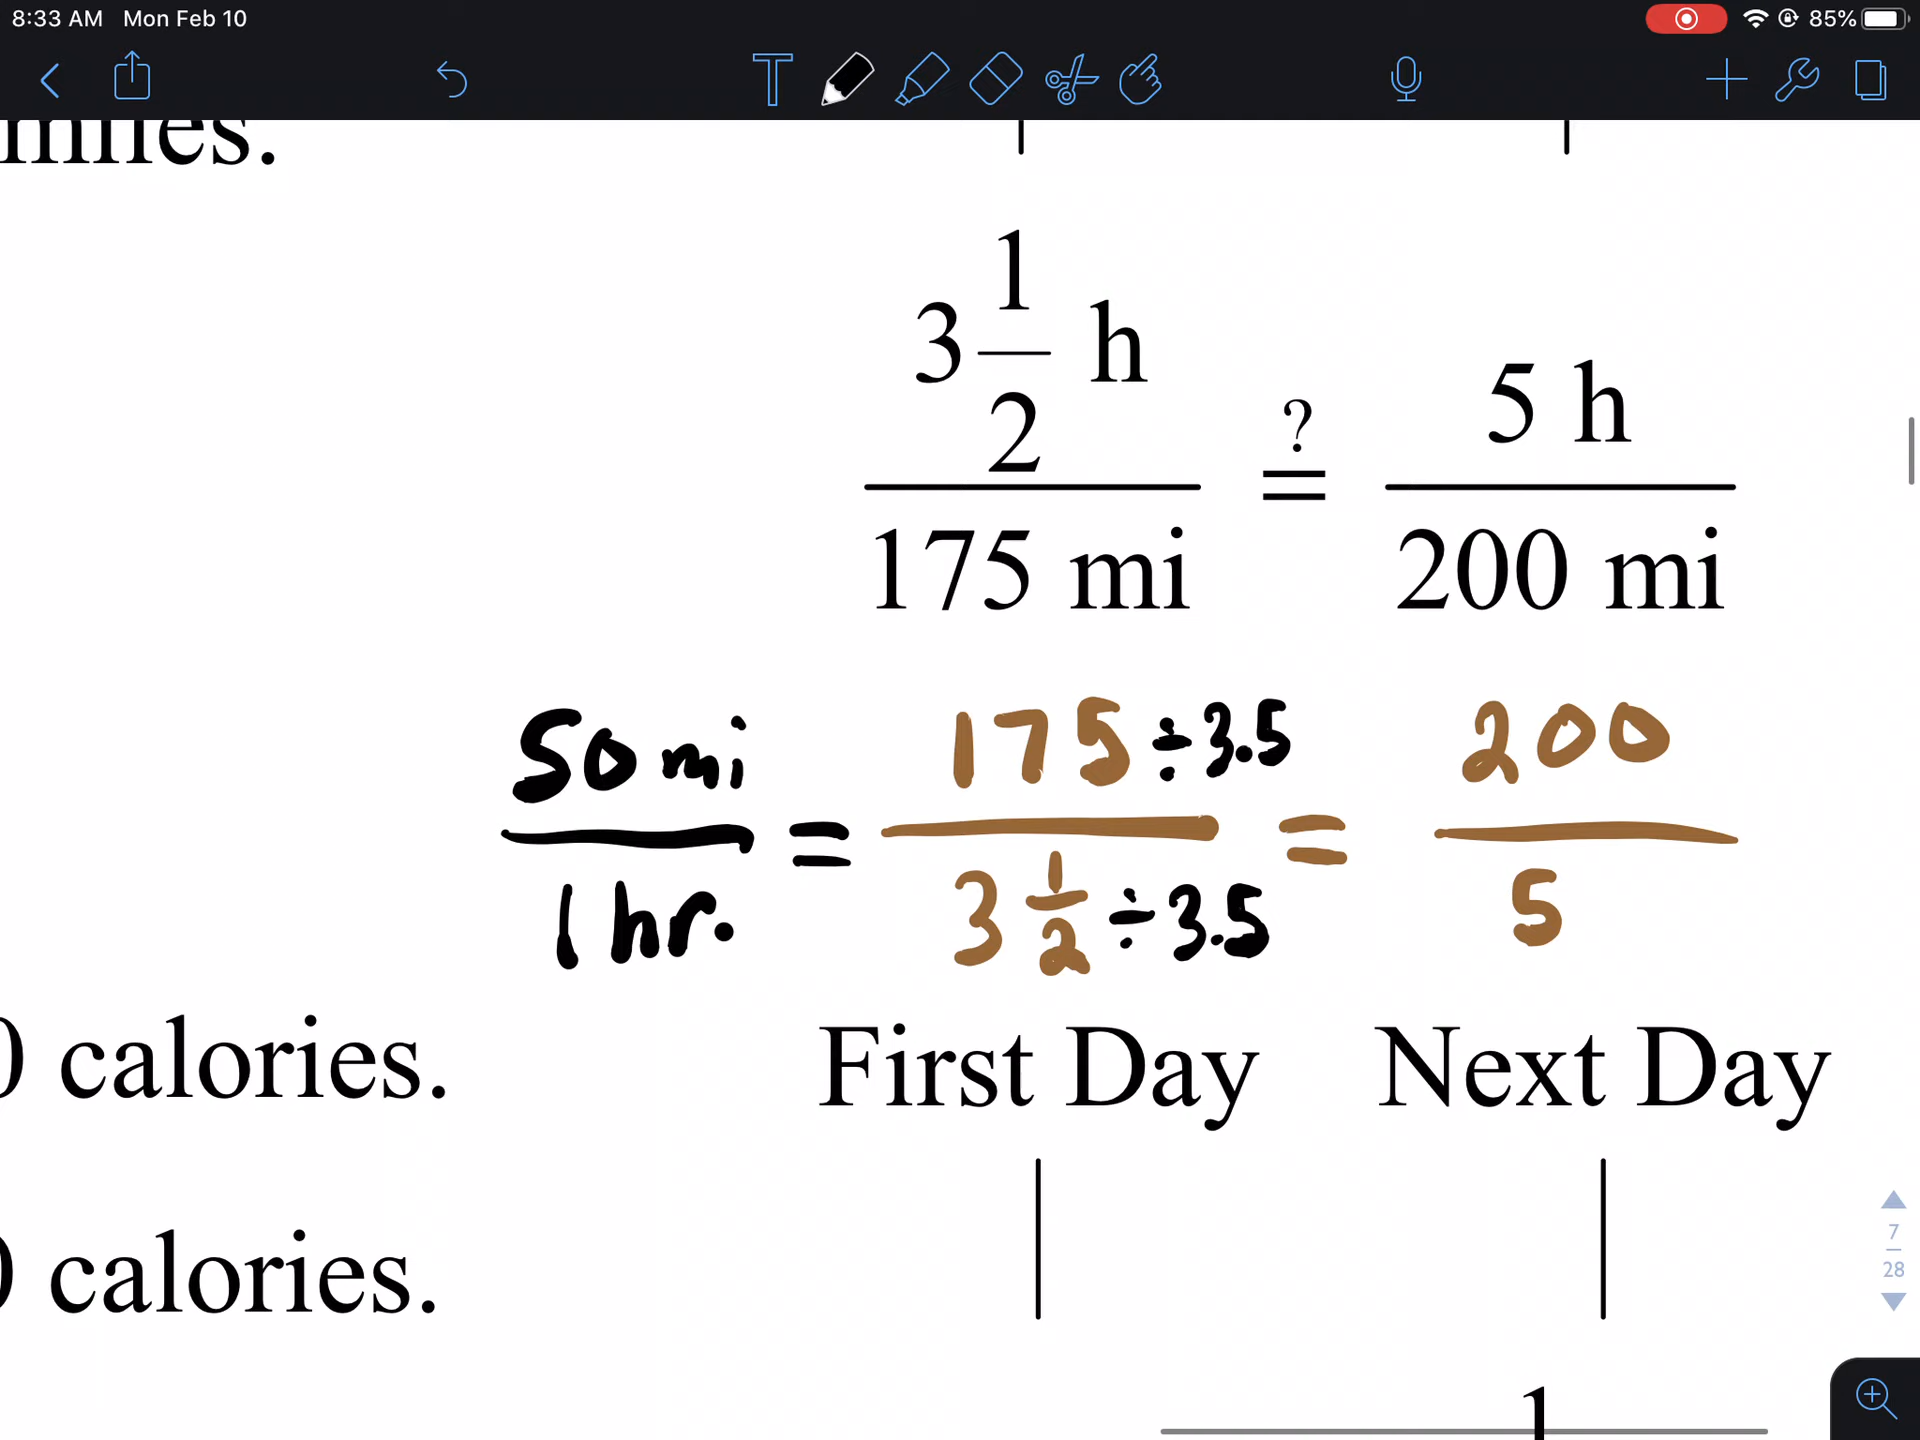 8:33 AM Mon Feb 10 85%
T
miles.
3 1/2 h ? 5 h
175 mi = 200 mi
50 mi = 175 ÷3.5 = 200
1 hr. 3 1/2 ÷3.5 5
0 calories. First Day Next Day
7
28
0 calories.
1